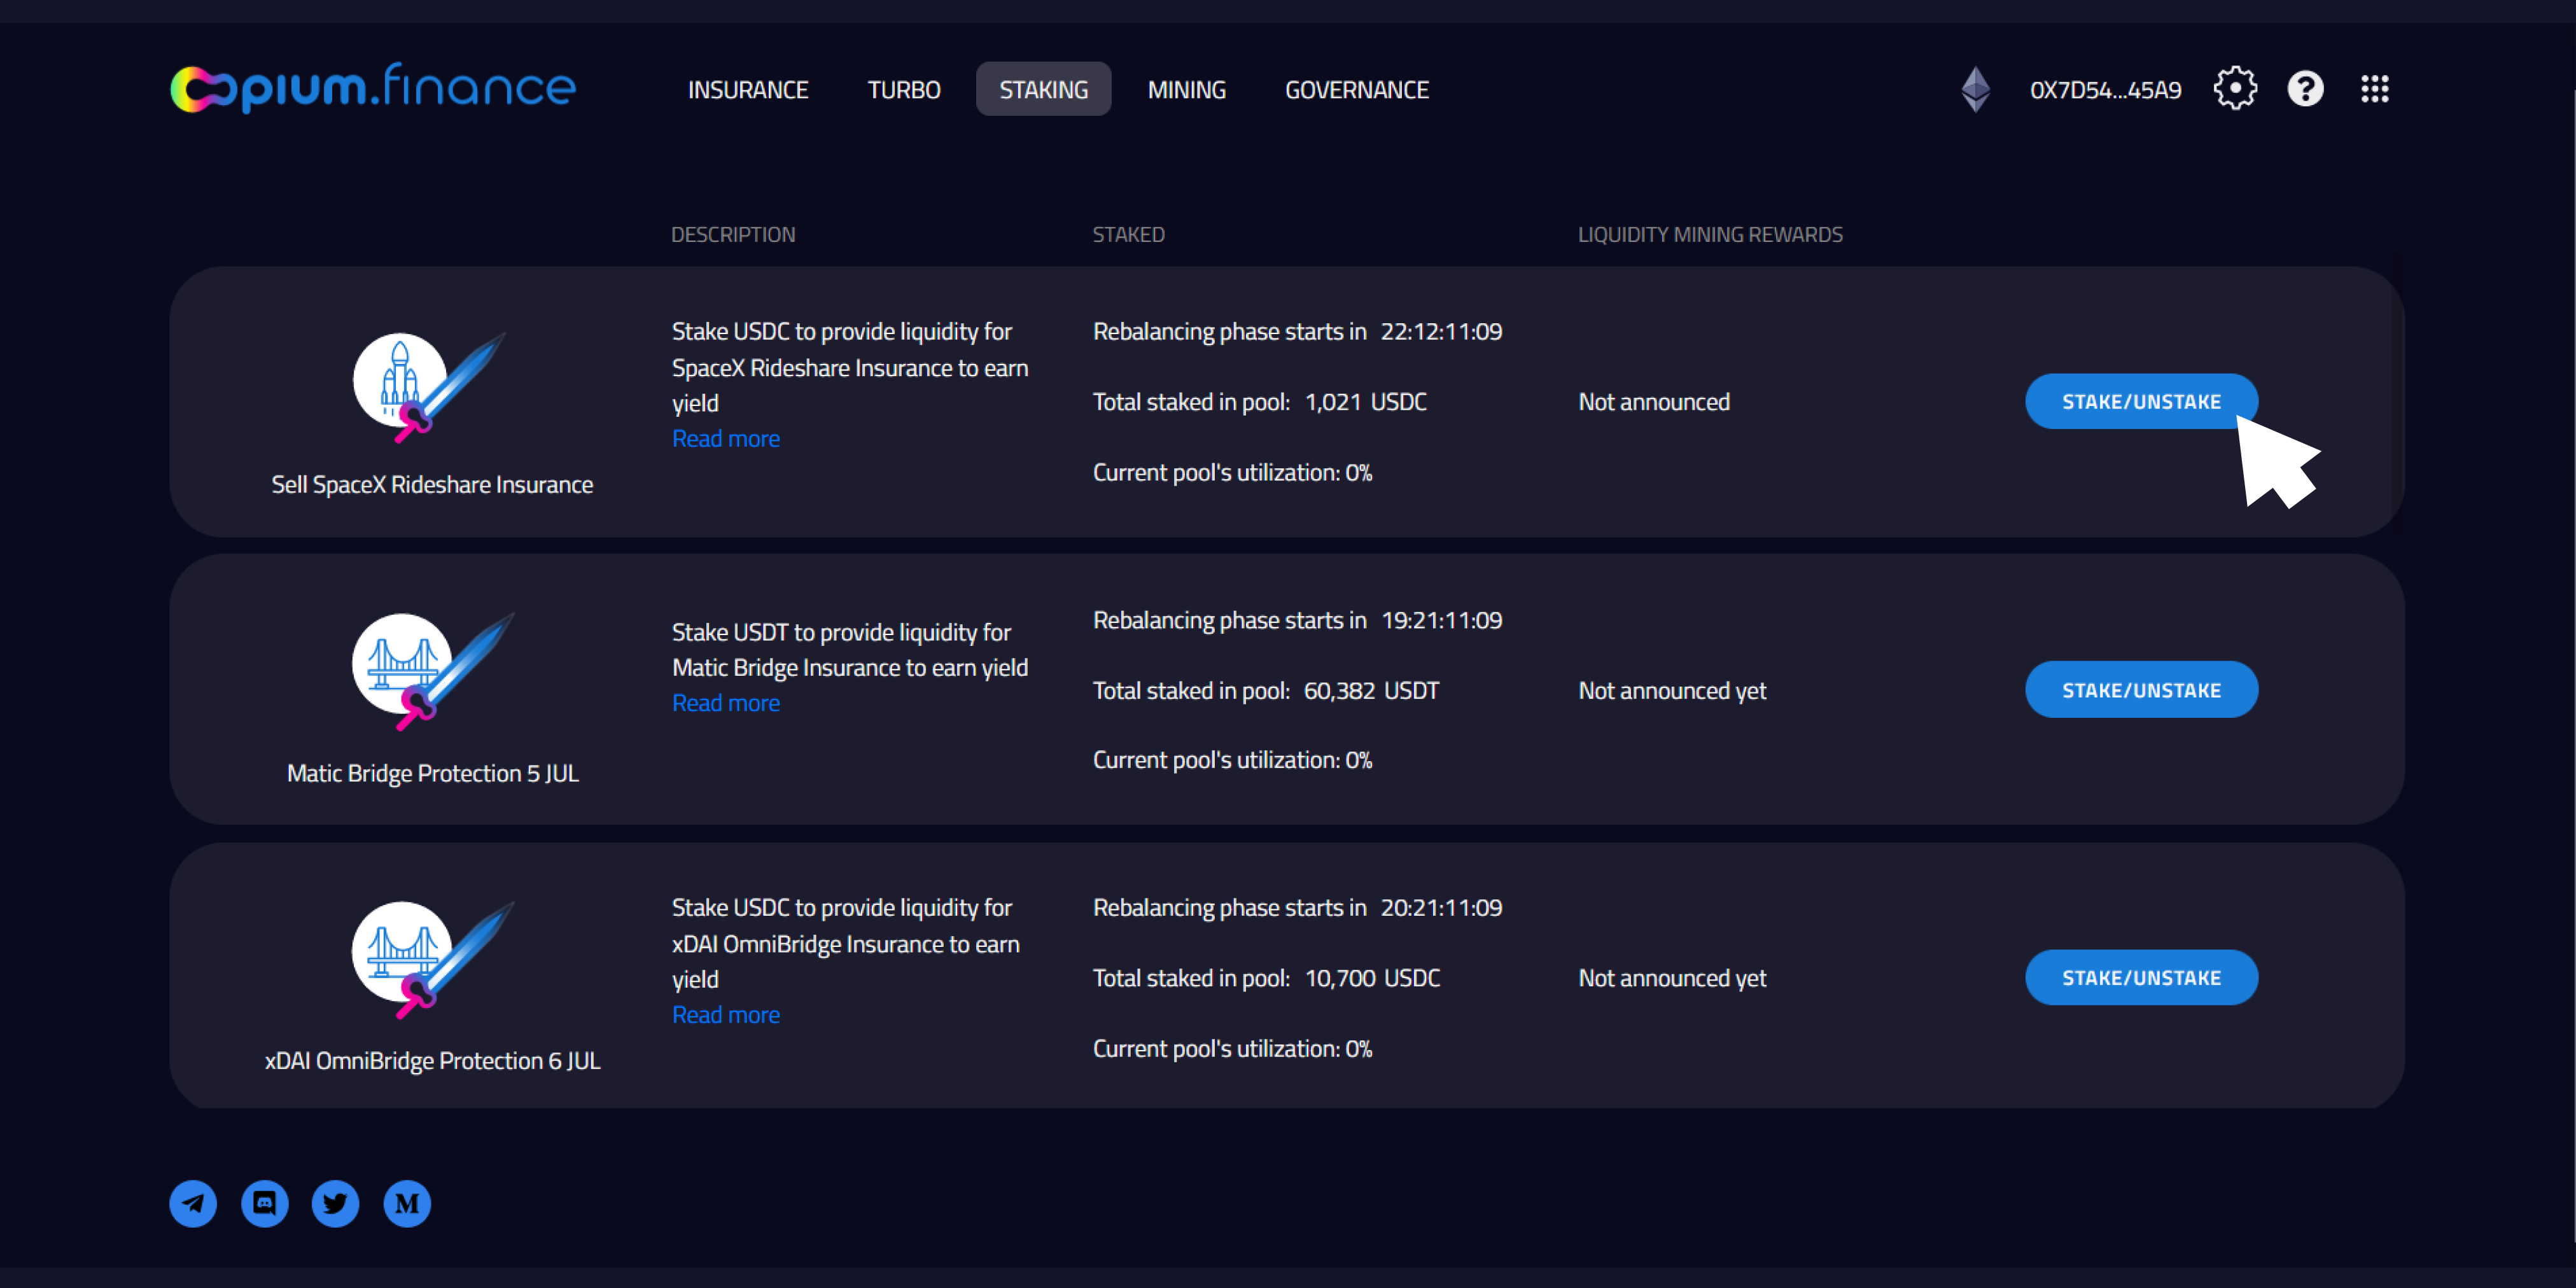 opium.finance
INSURANCE TURBO STAKING MINING GOVERNANCE 0X7D54...45A9
DESCRIPTION STAKED LIQUIDITY MINING REWARDS
Sell SpaceX Rideshare Insurance
Stake USDC to provide liquidity for
SpaceX Rideshare Insurance to earn
yield
Read more
Rebalancing phase starts in 22:12:11:09
Total staked in pool: 1,021 USDC
Current pool's utilization: 0%
Not announced
STAKE/UNSTAKE
Matic Bridge Protection 5 JUL
Stake USDT to provide liquidity for
Matic Bridge Insurance to earn yield
Read more
Rebalancing phase starts in 19:21:11:09
Total staked in pool: 60,382 USDT
Current pool's utilization: 0%
Not announced yet
STAKE/UNSTAKE
xDAI OmniBridge Protection 6 JUL
Stake USDC to provide liquidity for
xDAI OmniBridge Insurance to earn
yield
Read more
Rebalancing phase starts in 20:21:11:09
Total staked in pool: 10,700 USDC
Current pool's utilization: 0%
Not announced yet
STAKE/UNSTAKE